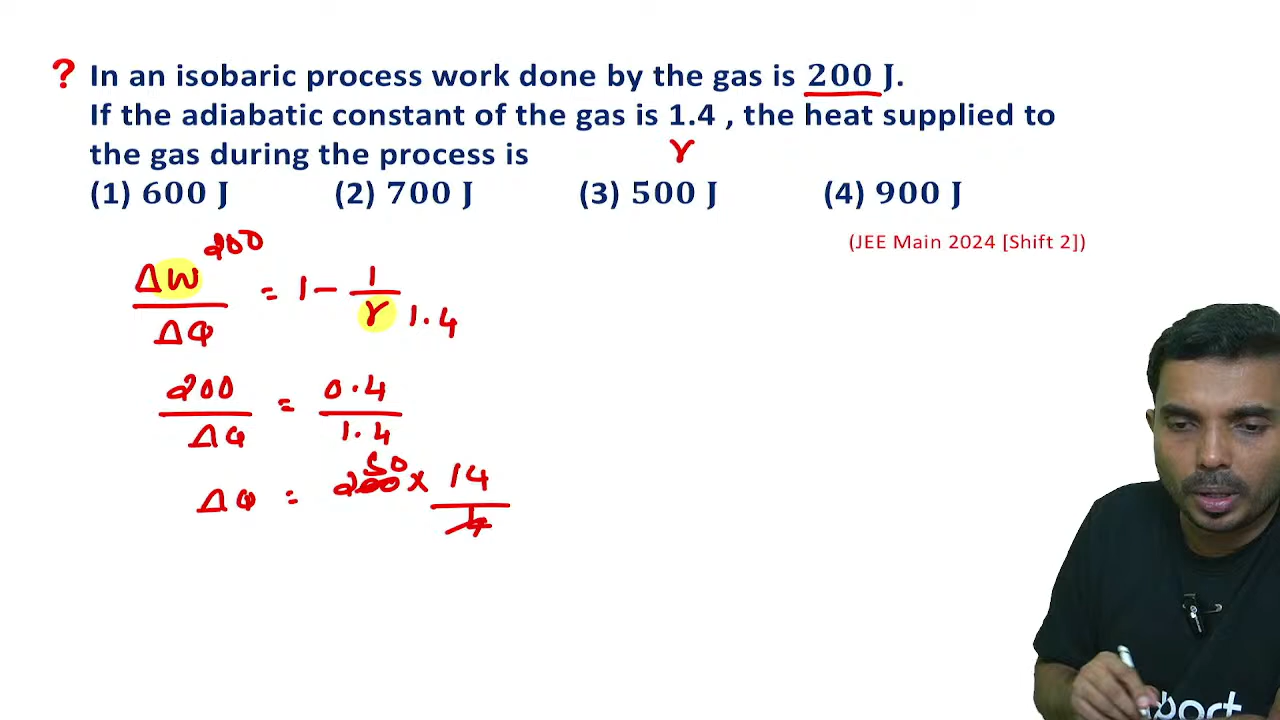 ? In an isobaric process work done by the gas is 200 J.
If the adiabatic constant of the gas is 1.4 , the heat supplied to
the gas during the process is
γ
(1) 600 J (2) 700 J (3) 500 J (4) 900 J
(JEE Main 2024 [Shift 2])
ΔW 200 / ΔQ = 1 - 1 / γ 1.4
200 / ΔQ = 0.4 / 1.4
ΔQ = 200 50 × 14 / 4